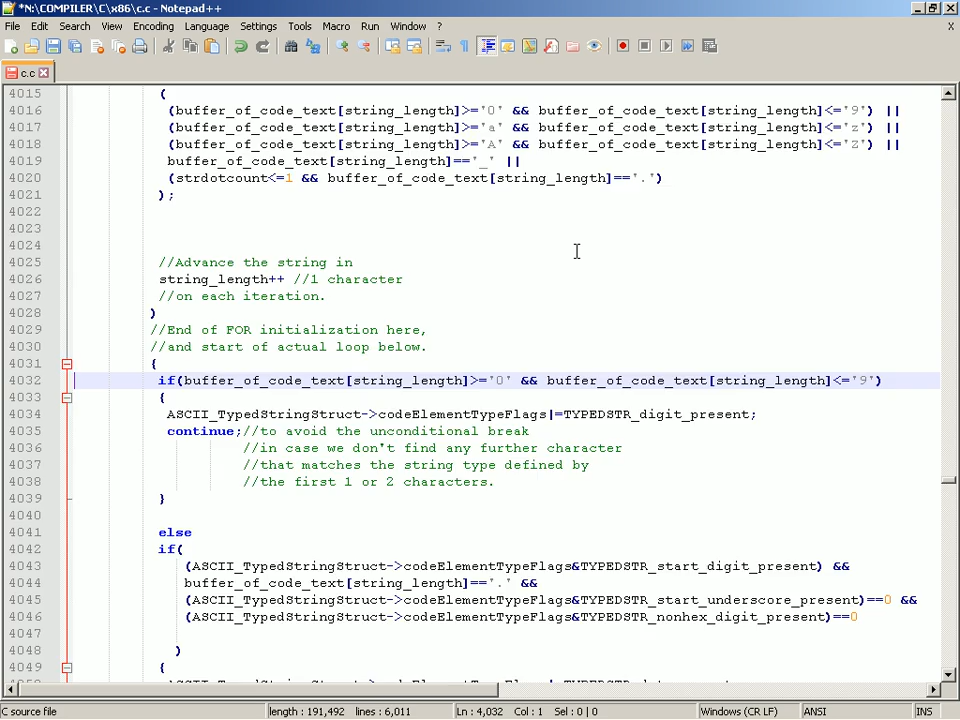 *N:\COMPILER\C\x86\c.c - Notepad++
File Edit Search View Encoding Language Settings Tools Macro Run Window ? X
c.c
4015 (
4016 (buffer_of_code_text[string_length]>='0' && buffer_of_code_text[string_length]<='9') ||
4017 (buffer_of_code_text[string_length]>='a' && buffer_of_code_text[string_length]<='z') ||
4018 (buffer_of_code_text[string_length]>='A' && buffer_of_code_text[string_length]<='Z') ||
4019 buffer_of_code_text[string_length]=='_' ||
4020 (strdotcount<=1 && buffer_of_code_text[string_length]=='.')
4021 );
4022
4023
4024
4025 //Advance the string in
4026 string_length++ //1 character
4027 //on each iteration.
4028 )
4029 //End of FOR initialization here,
4030 //and start of actual loop below.
4031 {
4032 if(buffer_of_code_text[string_length]>='0' && buffer_of_code_text[string_length]<='9')
4033 {
4034 ASCII_TypedStringStruct->codeElementTypeFlags|=TYPEDSTR_digit_present;
4035 continue;//to avoid the unconditional break
4036 //in case we don't find any further character
4037 //that matches the string type defined by
4038 //the first 1 or 2 characters.
4039 }
4040
4041 else
4042 if(
4043 (ASCII_TypedStringStruct->codeElementTypeFlags&TYPEDSTR_start_digit_present) &&
4044 buffer_of_code_text[string_length]=='.' &&
4045 (ASCII_TypedStringStruct->codeElementTypeFlags&TYPEDSTR_start_underscore_present)==0 &&
4046 (ASCII_TypedStringStruct->codeElementTypeFlags&TYPEDSTR_nonhex_digit_present)==0
4047
4048 )
4049 {
C source file length : 191,492 lines : 6,011 Ln : 4,032 Col : 1 Sel : 0 | 0 Windows (CR LF) ANSI INS